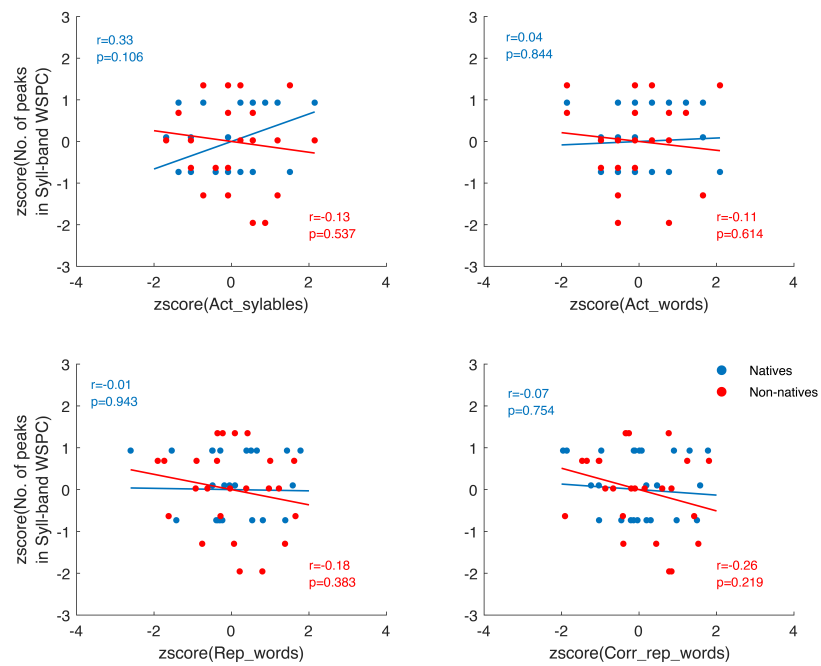 r=0.33
p=0.106
r=-0.13
p=0.537
3
2
1
0
-1
-2
-3
-4
-2
0
2
4
zscore(No. of peaks
in Syll-band WSPC)
zscore(Act_sylables)
r=0.04
p=0.844
r=-0.11
p=0.614
3
2
1
0
-1
-2
-3
-4
-2
0
2
4
zscore(Act_words)
r=-0.01
p=0.943
r=-0.18
p=0.383
3
2
1
0
-1
-2
-3
-4
-2
0
2
4
zscore(No. of peaks
in Syll-band WSPC)
zscore(Rep_words)
r=-0.07
p=0.754
Natives
Non-natives
r=-0.26
p=0.219
3
2
1
0
-1
-2
-3
-4
-2
0
2
4
zscore(Corr_rep_words)